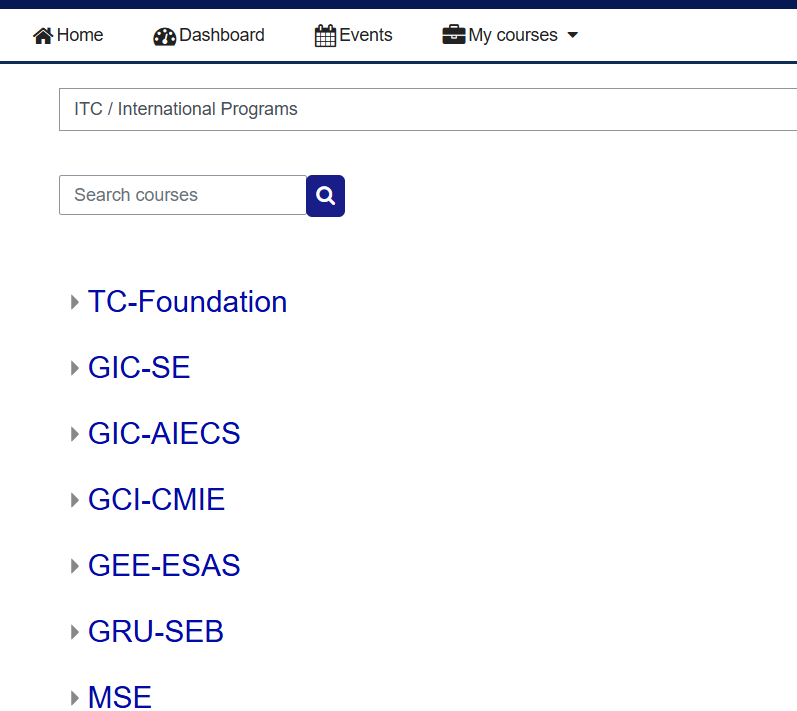 Home Dashboard Events My courses
ITC / International Programs
Search courses
TC-Foundation
GIC-SE
GIC-AIECS
GCI-CMIE
GEE-ESAS
GRU-SEB
MSE